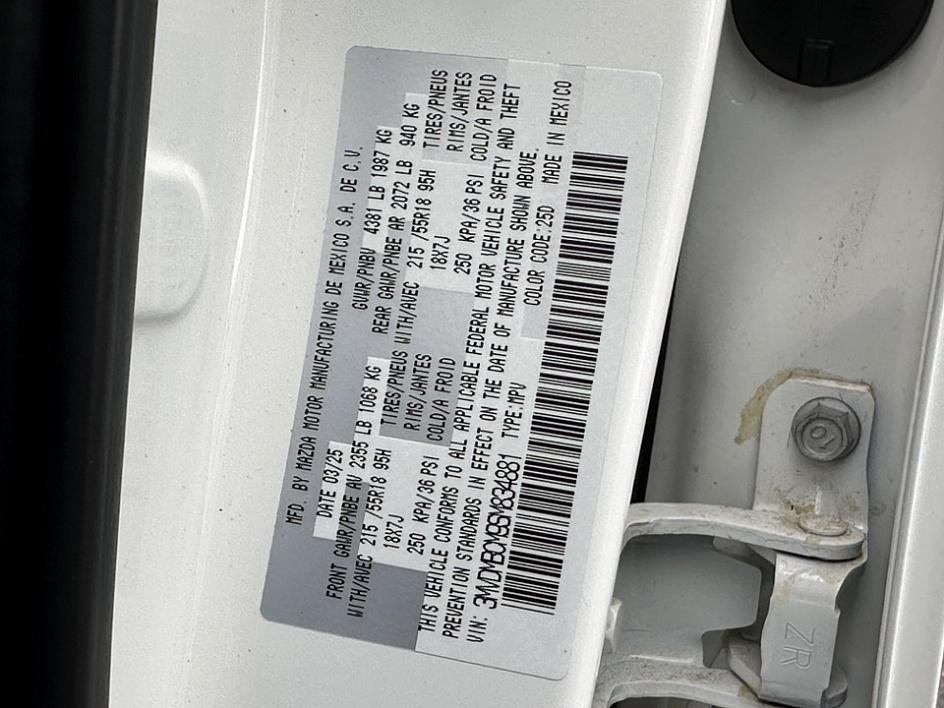 MFD. BY MAZDA MOTOR MANUFACTURING DE MEXICO S.A. DE C.V.
DATE 03/25 GVWR/PNBV 4381 LB 1987 KG
FRONT GAWR/PNBE AV 2355 LB 1068 KG REAR GAWR/PNBE AR 2072 LB 940 KG
WITH/AVEC 215 /55R18 95H TIRES/PNEUS WITH/AVEC 215 /55R18 95H TIRES/PNEUS
18X7J RIMS/JANTES 18X7J RIMS/JANTES
250 KPA/36 PSI COLD/A FROID 250 KPA/36 PSI COLD/A FROID
THIS VEHICLE CONFORMS TO ALL APPLICABLE FEDERAL MOTOR VEHICLE SAFETY AND THEFT
PREVENTION STANDARDS IN EFFECT ON THE DATE OF MANUFACTURE SHOWN ABOVE.
VIN: 3MVDMBCM9SM834881 TYPE:MPV COLOR CODE:25D MADE IN MEXICO
10
ZR